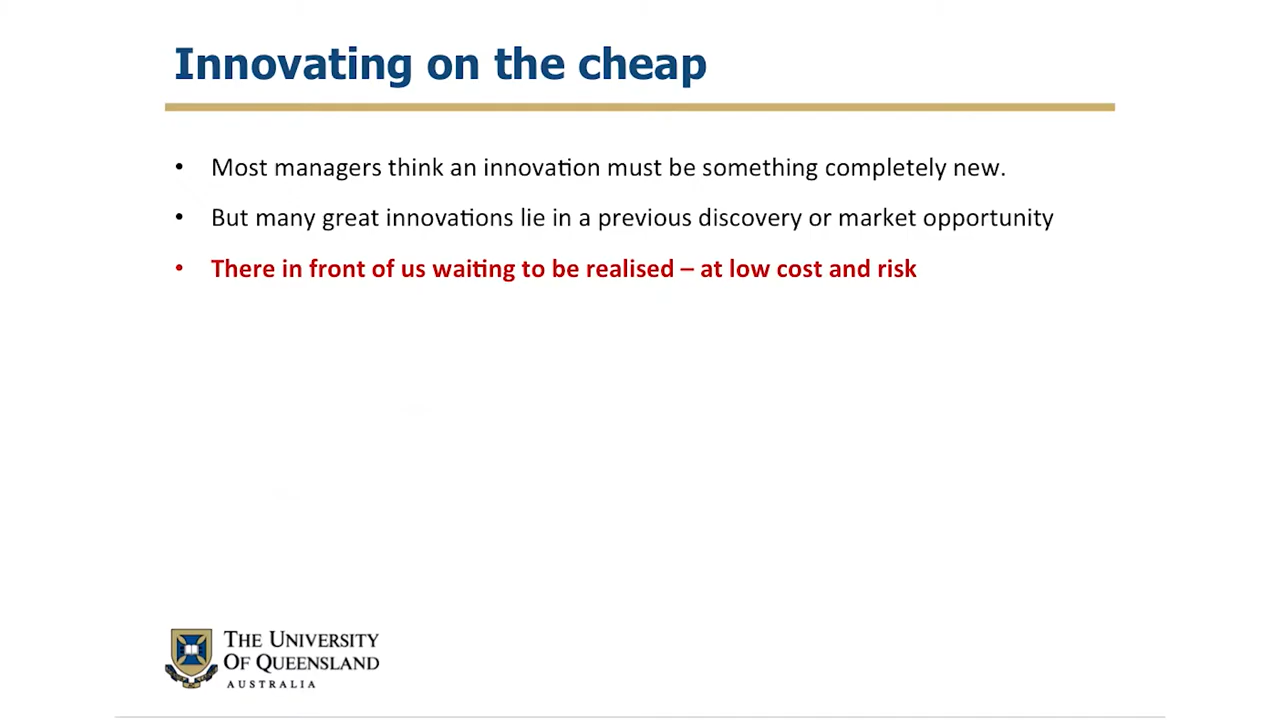 Innovating on the cheap
• Most managers think an innovation must be something completely new.
• But many great innovations lie in a previous discovery or market opportunity
• There in front of us waiting to be realised – at low cost and risk
THE UNIVERSITY
OF QUEENSLAND
AUSTRALIA